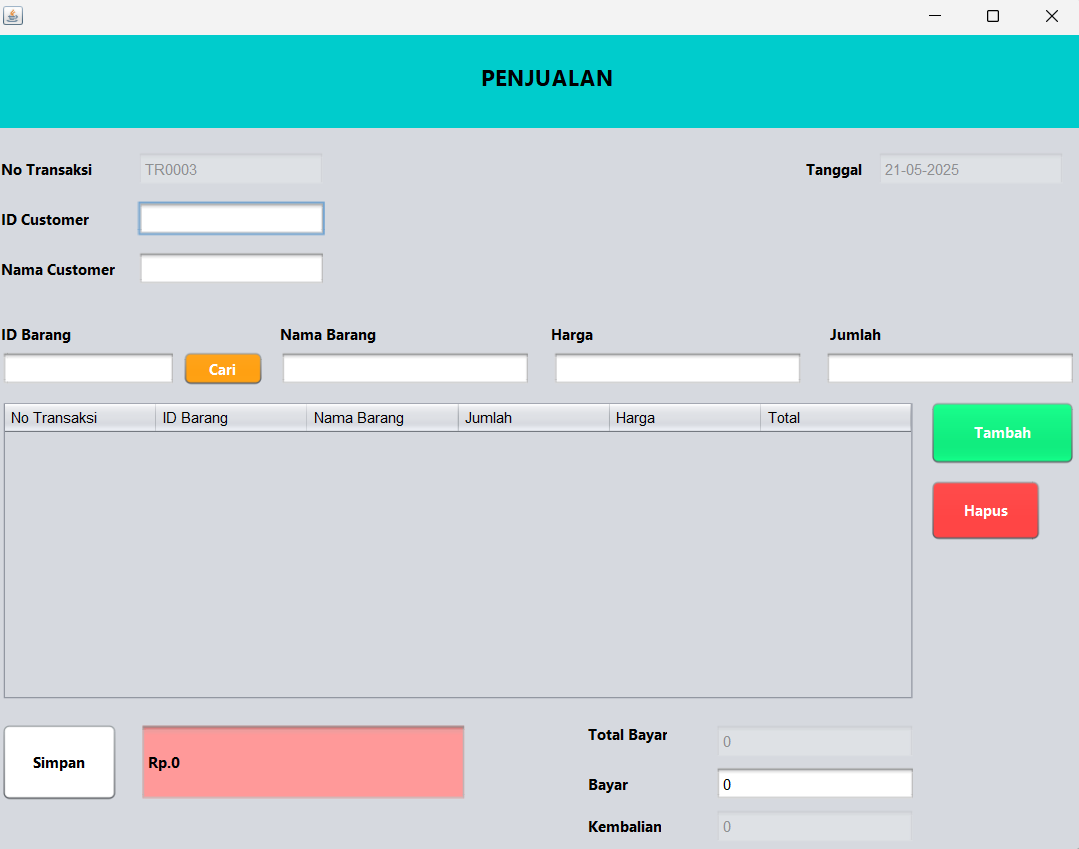 PENJUALAN
No Transaksi TR0003 Tanggal 21-05-2025
ID Customer
Nama Customer
ID Barang Nama Barang Harga Jumlah
Cari
No Transaksi ID Barang Nama Barang Jumlah Harga Total
Tambah
Hapus
Simpan Rp.0
Total Bayar 0
Bayar 0
Kembalian 0